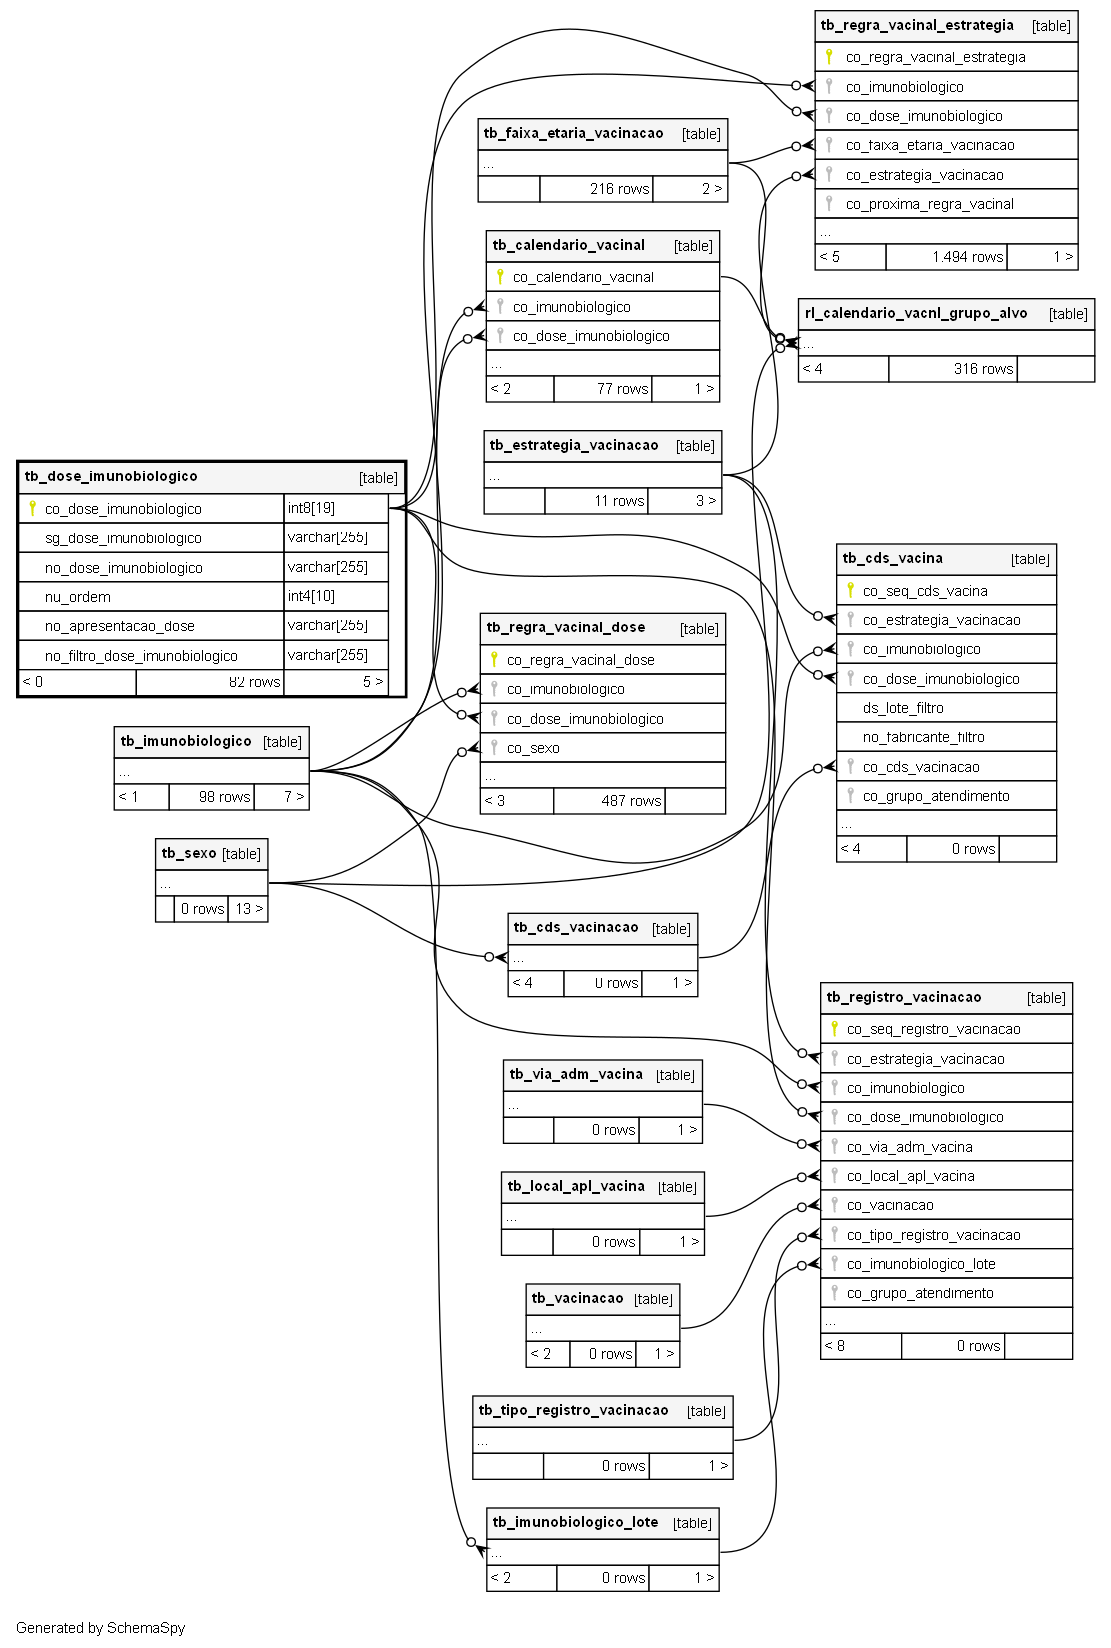 tb_regra_vacinal_estrategia [table]
co_regra_vacinal_estrategia
co_imunobiologico
co_dose_imunobiologico
co_faixa_etaria_vacinacao
co_estrategia_vacinacao
co_proxima_regra_vacinal
...
< 5 1.494 rows 1 >
tb_faixa_etaria_vacinacao [table]
...
216 rows 2 >
tb_calendario_vacinal [table]
co_calendario_vacinal
co_imunobiologico
co_dose_imunobiologico
...
< 2 77 rows 1 >
rl_calendario_vacnl_grupo_alvo [table]
...
< 4 316 rows
tb_estrategia_vacinacao [table]
...
11 rows 3 >
tb_dose_imunobiologico [table]
co_dose_imunobiologico int8[19]
sg_dose_imunobiologico varchar[255]
no_dose_imunobiologico varchar[255]
nu_ordem int4[10]
no_apresentacao_dose varchar[255]
no_filtro_dose_imunobiologico varchar[255]
< 0 82 rows 5 >
tb_cds_vacina [table]
co_seq_cds_vacina
co_estrategia_vacinacao
co_imunobiologico
co_dose_imunobiologico
ds_lote_filtro
no_fabricante_filtro
co_cds_vacinacao
co_grupo_atendimento
...
< 4 0 rows
tb_regra_vacinal_dose [table]
co_regra_vacinal_dose
co_imunobiologico
co_dose_imunobiologico
co_sexo
...
< 3 487 rows
tb_imunobiologico [table]
...
< 1 98 rows 7 >
tb_sexo [table]
...
0 rows 13 >
tb_cds_vacinacao [table]
...
< 4 0 rows 1 >
tb_registro_vacinacao [table]
co_seq_registro_vacinacao
co_estrategia_vacinacao
co_imunobiologico
co_dose_imunobiologico
co_via_adm_vacina
co_local_apl_vacina
co_vacinacao
co_tipo_registro_vacinacao
co_imunobiologico_lote
co_grupo_atendimento
...
< 8 0 rows
tb_via_adm_vacina [table]
...
0 rows 1 >
tb_local_apl_vacina [table]
...
0 rows 1 >
tb_vacinacao [table]
...
< 2 0 rows 1 >
tb_tipo_registro_vacinacao [table]
...
0 rows 1 >
tb_imunobiologico_lote [table]
...
< 2 0 rows 1 >
Generated by SchemaSpy